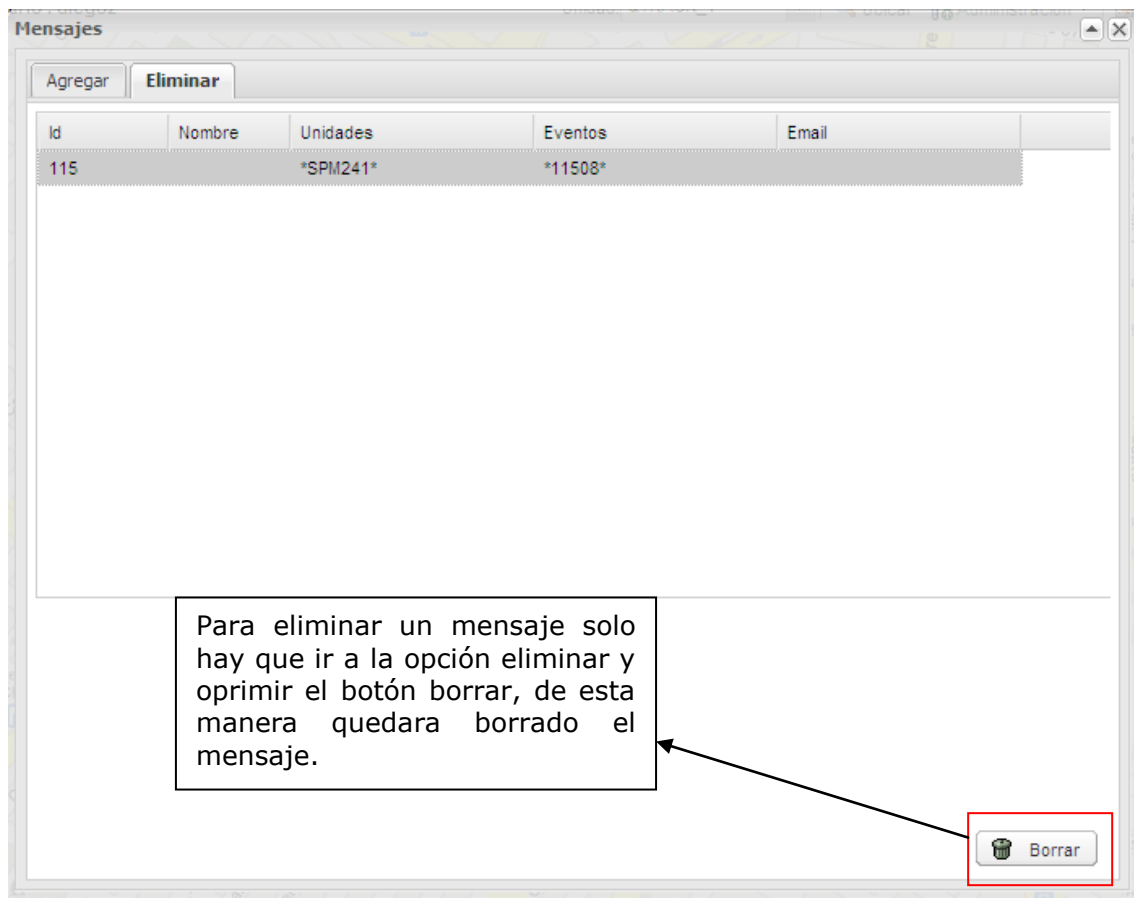 Mensajes
Agregar Eliminar
Id Nombre Unidades Eventos Email
115 *SPM241* *11508*
Para eliminar un mensaje solo
hay que ir a la opción eliminar y
oprimir el botón borrar, de esta
manera quedara borrado el
mensaje.
Borrar